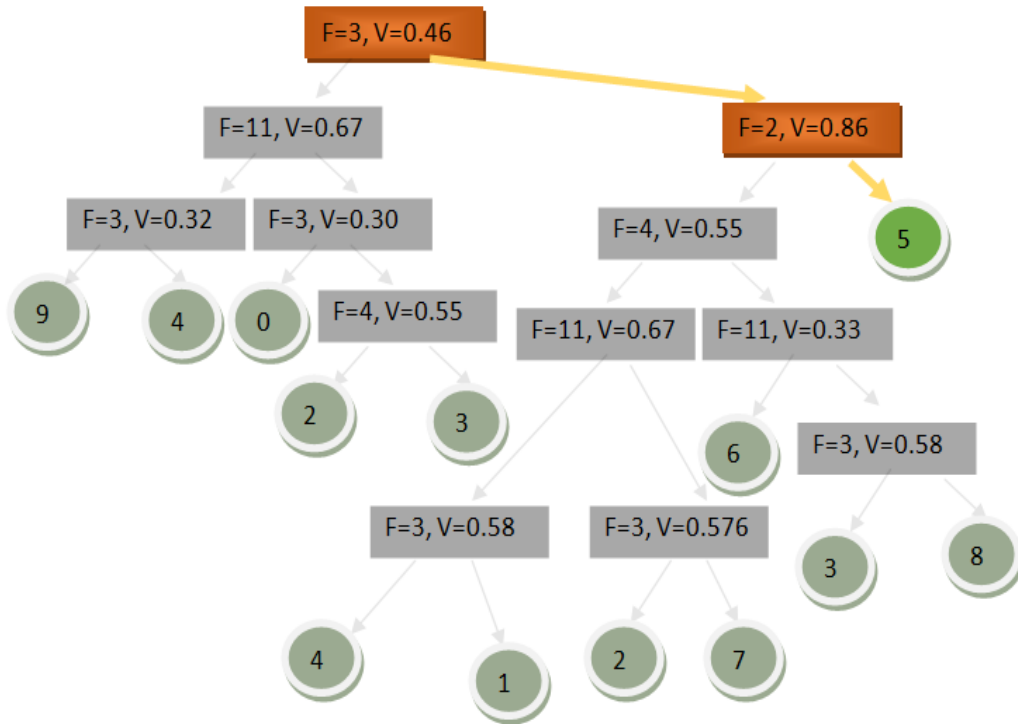 F=3, V=0.46
F=11, V=0.67
F=2, V=0.86
F=3, V=0.32
F=3, V=0.30
F=4, V=0.55
5
9
4
0
F=4, V=0.55
F=11, V=0.67
F=11, V=0.33
2
3
6
F=3, V=0.58
F=3, V=0.58
F=3, V=0.576
3
8
4
1
2
7